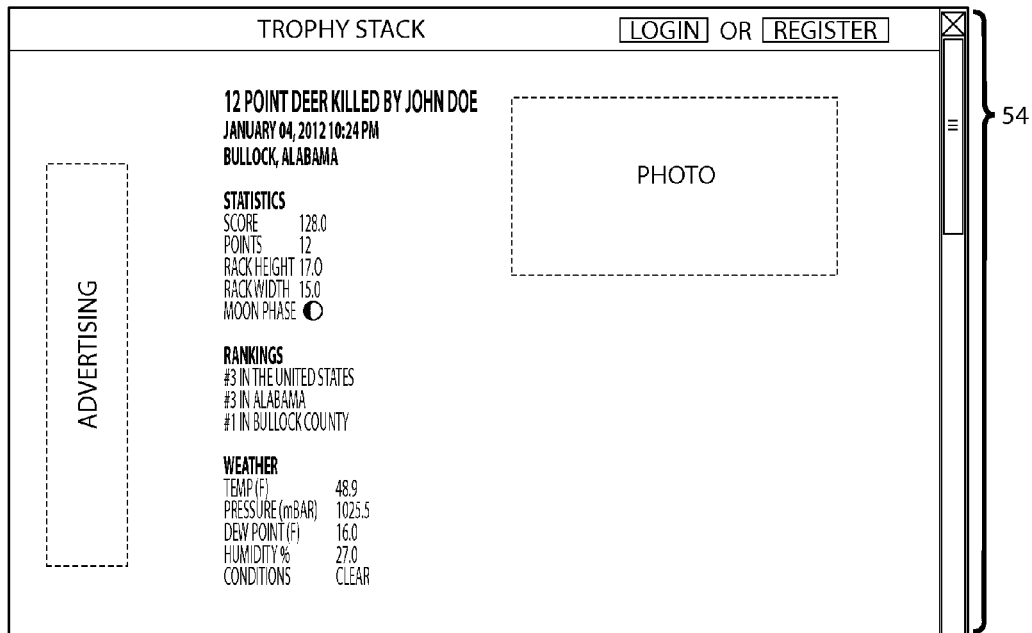 TROPHY STACK
LOGIN OR REGISTER
54
12 POINT DEER KILLED BY JOHN DOE
JANUARY 04, 2012 10:24 PM
BULLOCK, ALABAMA
PHOTO
ADVERTISING
STATISTICS
SCORE 128.0
POINTS 12
RACK HEIGHT 17.0
RACK WIDTH 15.0
MOON PHASE
RANKINGS
#3 IN THE UNITED STATES
#3 IN ALABAMA
#1 IN BULLOCK COUNTY
WEATHER
TEMP (F) 48.9
PRESSURE (mBAR) 1025.5
DEW POINT (F) 16.0
HUMIDITY % 27.0
CONDITIONS CLEAR